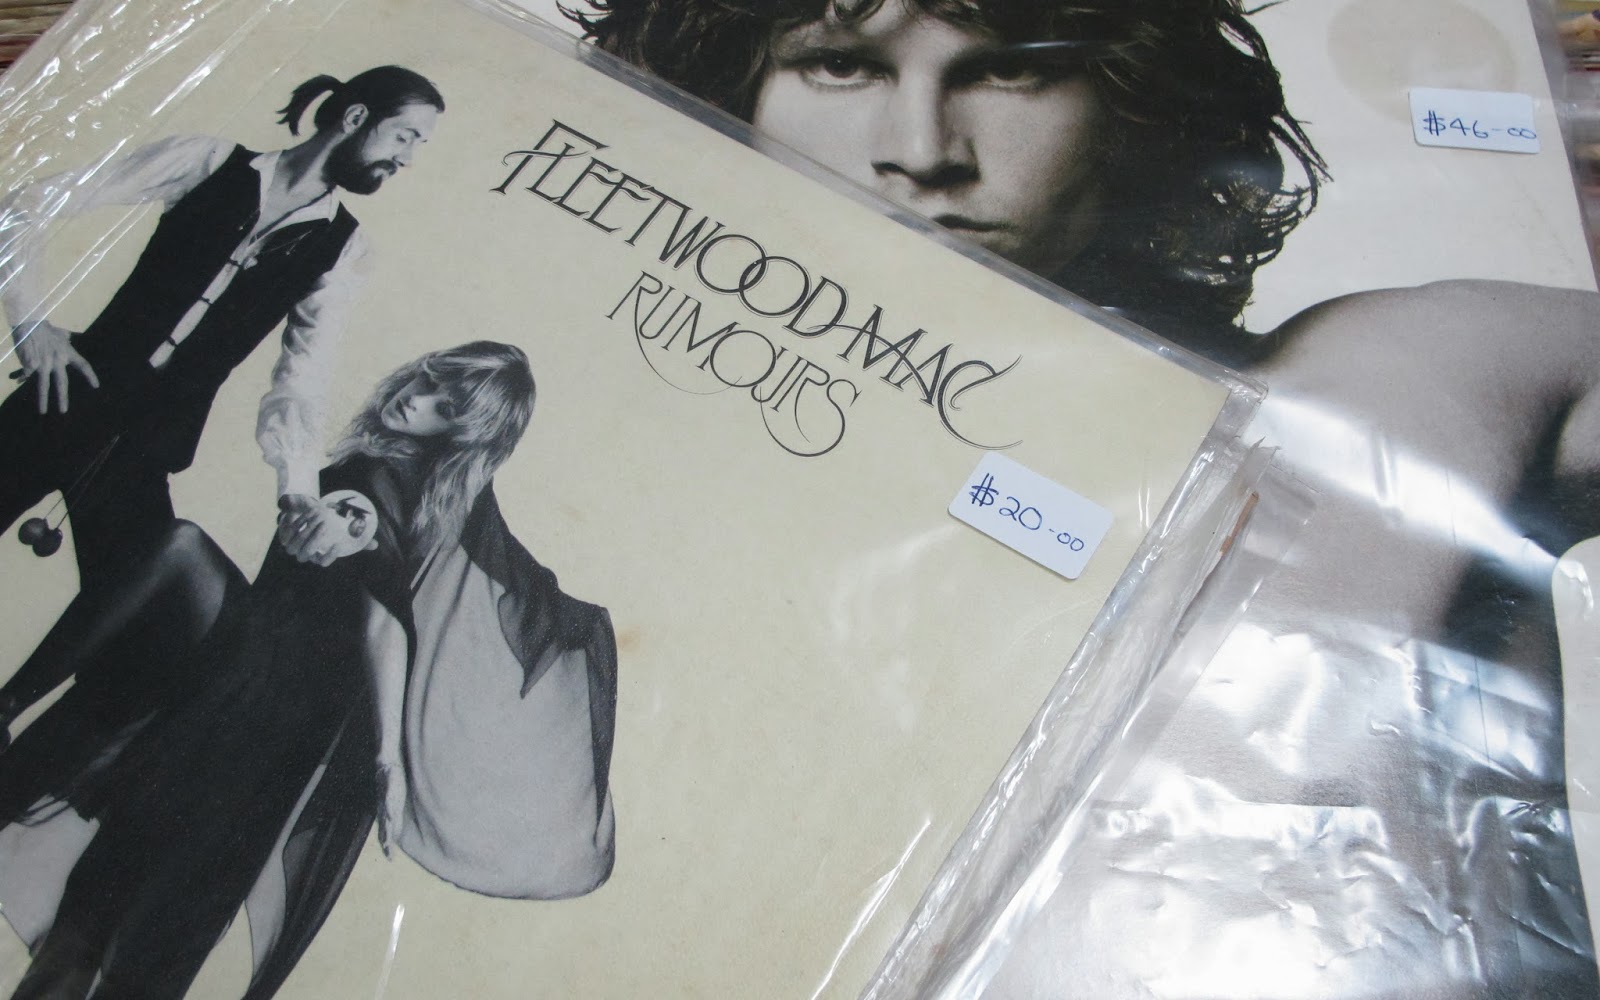 $46-00
FLEETWOOD MAC
RUMOURS
$20-00